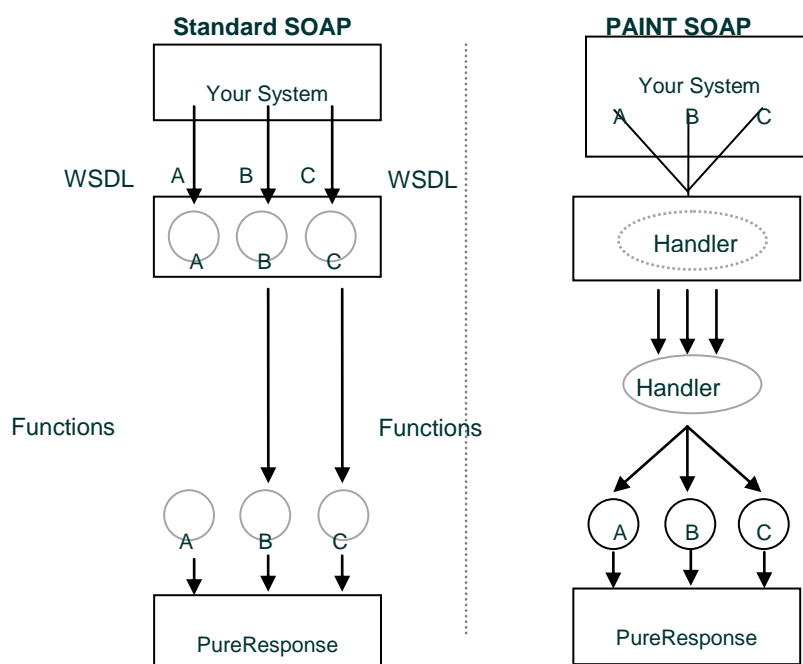 Standard SOAP
PAINT SOAP
Your System
Your System
A B C
WSDL A B C WSDL
A B C
Handler
Handler
Functions
Functions
A B C
A B C
PureResponse
PureResponse